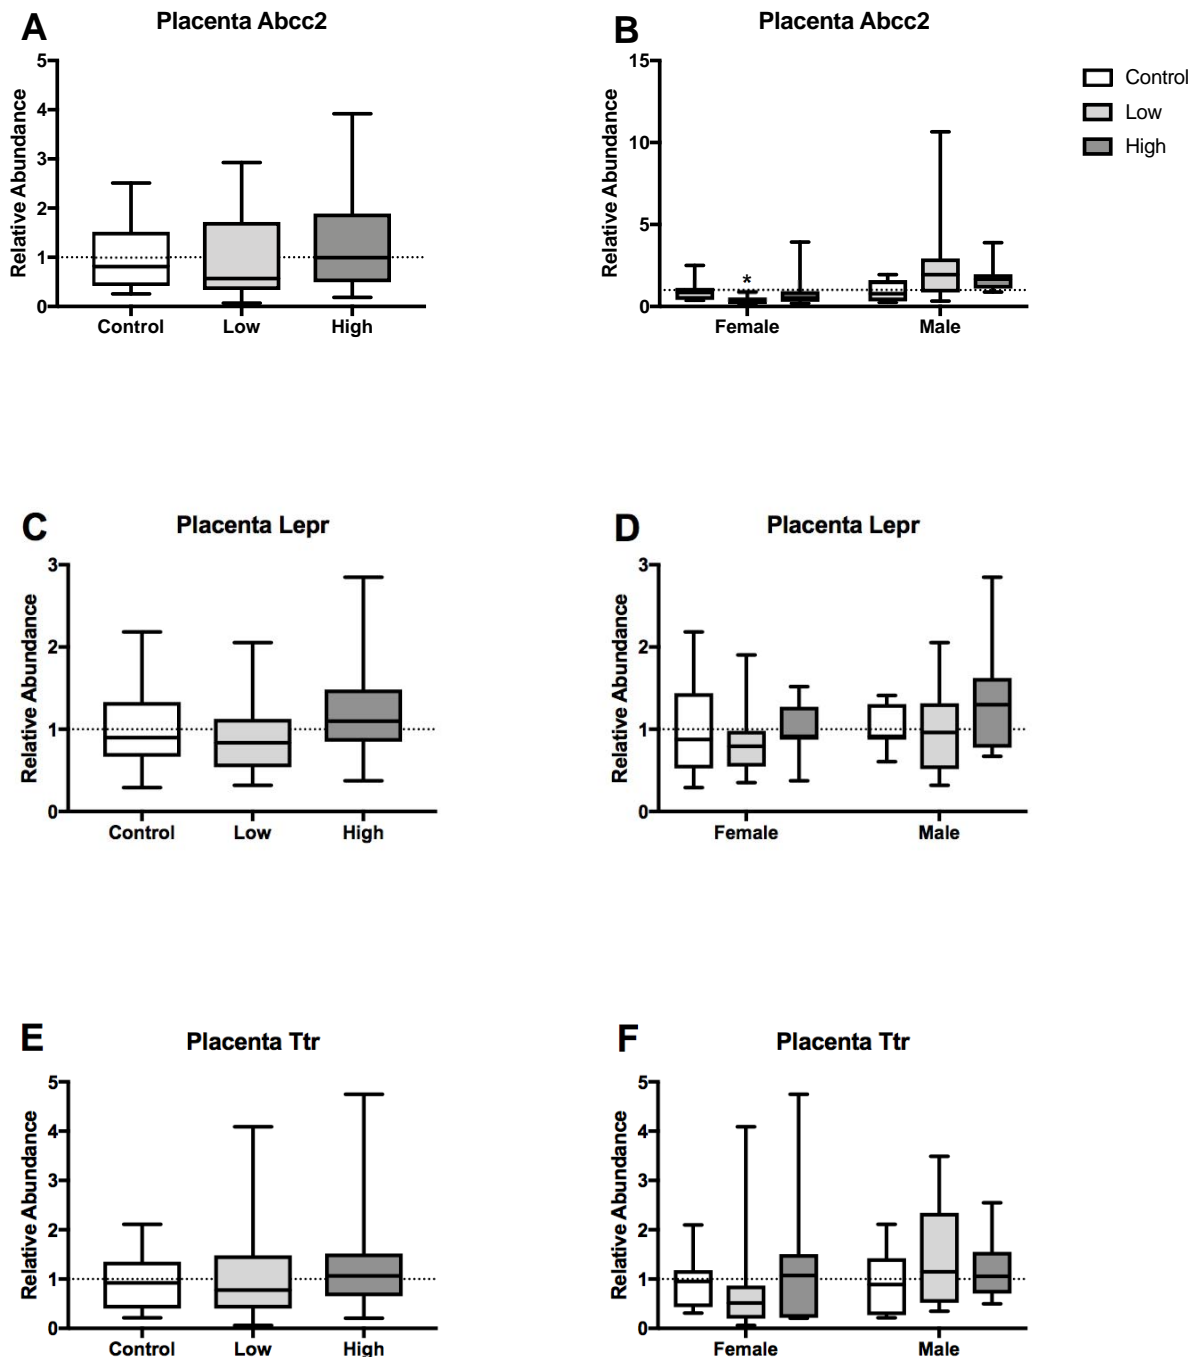 A
Placenta Abcc2
Relative Abundance
5
4
3
2
1
0
Control Low High
B
Placenta Abcc2
Relative Abundance
15
10
5
0
*
Female Male
Control
Low
High
C
Placenta Lepr
Relative Abundance
3
2
1
0
Control Low High
D
Placenta Lepr
Relative Abundance
3
2
1
0
Female Male
E
Placenta Ttr
Relative Abundance
5
4
3
2
1
0
Control Low High
F
Placenta Ttr
Relative Abundance
5
4
3
2
1
0
Female Male